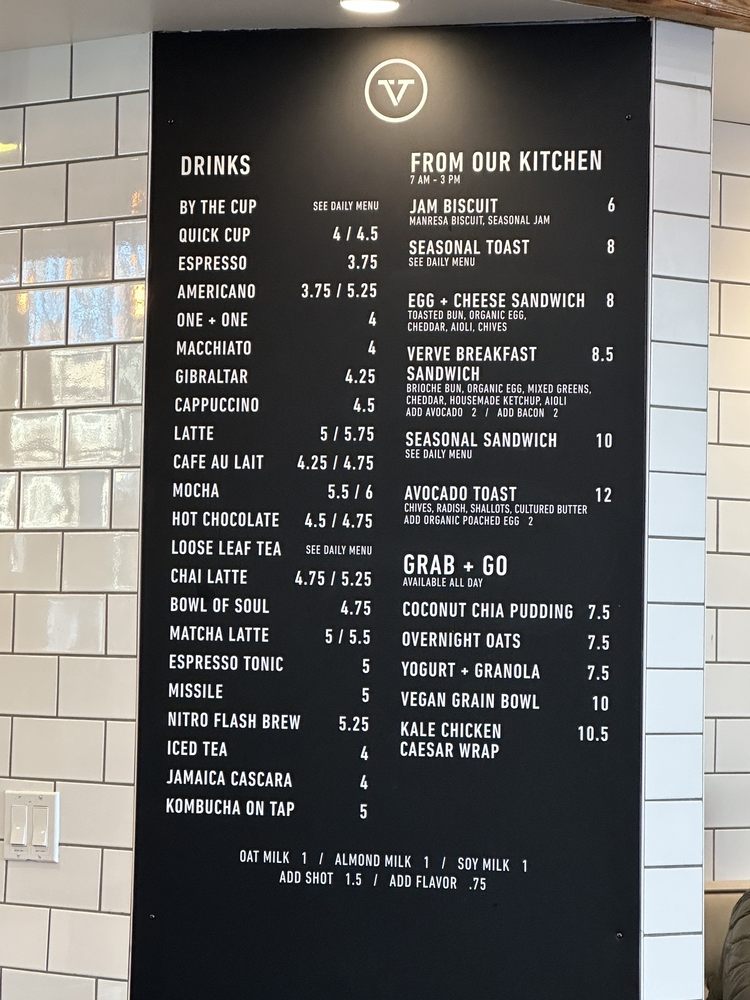 V
DRINKS
BY THE CUP SEE DAILY MENU
QUICK CUP 4 / 4.5
ESPRESSO 3.75
AMERICANO 3.75 / 5.25
ONE + ONE 4
MACCHIATO 4
GIBRALTAR 4.25
CAPPUCCINO 4.5
LATTE 5 / 5.75
CAFE AU LAIT 4.25 / 4.75
MOCHA 5.5 / 6
HOT CHOCOLATE 4.5 / 4.75
LOOSE LEAF TEA SEE DAILY MENU
CHAI LATTE 4.75 / 5.25
BOWL OF SOUL 4.75
MATCHA LATTE 5 / 5.5
ESPRESSO TONIC 5
MISSILE 5
NITRO FLASH BREW 5.25
ICED TEA 4
JAMAICA CASCARA 4
KOMBUCHA ON TAP 5
FROM OUR KITCHEN
7 AM - 3 PM
JAM BISCUIT 6
MANRESA BISCUIT, SEASONAL JAM
SEASONAL TOAST 8
SEE DAILY MENU
EGG + CHEESE SANDWICH 8
TOASTED BUN, ORGANIC EGG,
CHEDDAR, AIOLI, CHIVES
VERVE BREAKFAST 8.5
SANDWICH
BRIOCHE BUN, ORGANIC EGG, MIXED GREENS,
CHEDDAR, HOUSEMADE KETCHUP, AIOLI
ADD AVOCADO 2 / ADD BACON 2
SEASONAL SANDWICH 10
SEE DAILY MENU
AVOCADO TOAST 12
CHIVES, RADISH, SHALLOTS, CULTURED BUTTER
ADD ORGANIC POACHED EGG 2
GRAB + GO
AVAILABLE ALL DAY
COCONUT CHIA PUDDING 7.5
OVERNIGHT OATS 7.5
YOGURT + GRANOLA 7.5
VEGAN GRAIN BOWL 10
KALE CHICKEN 10.5
CAESAR WRAP
OAT MILK 1 / ALMOND MILK 1 / SOY MILK 1
ADD SHOT 1.5 / ADD FLAVOR .75